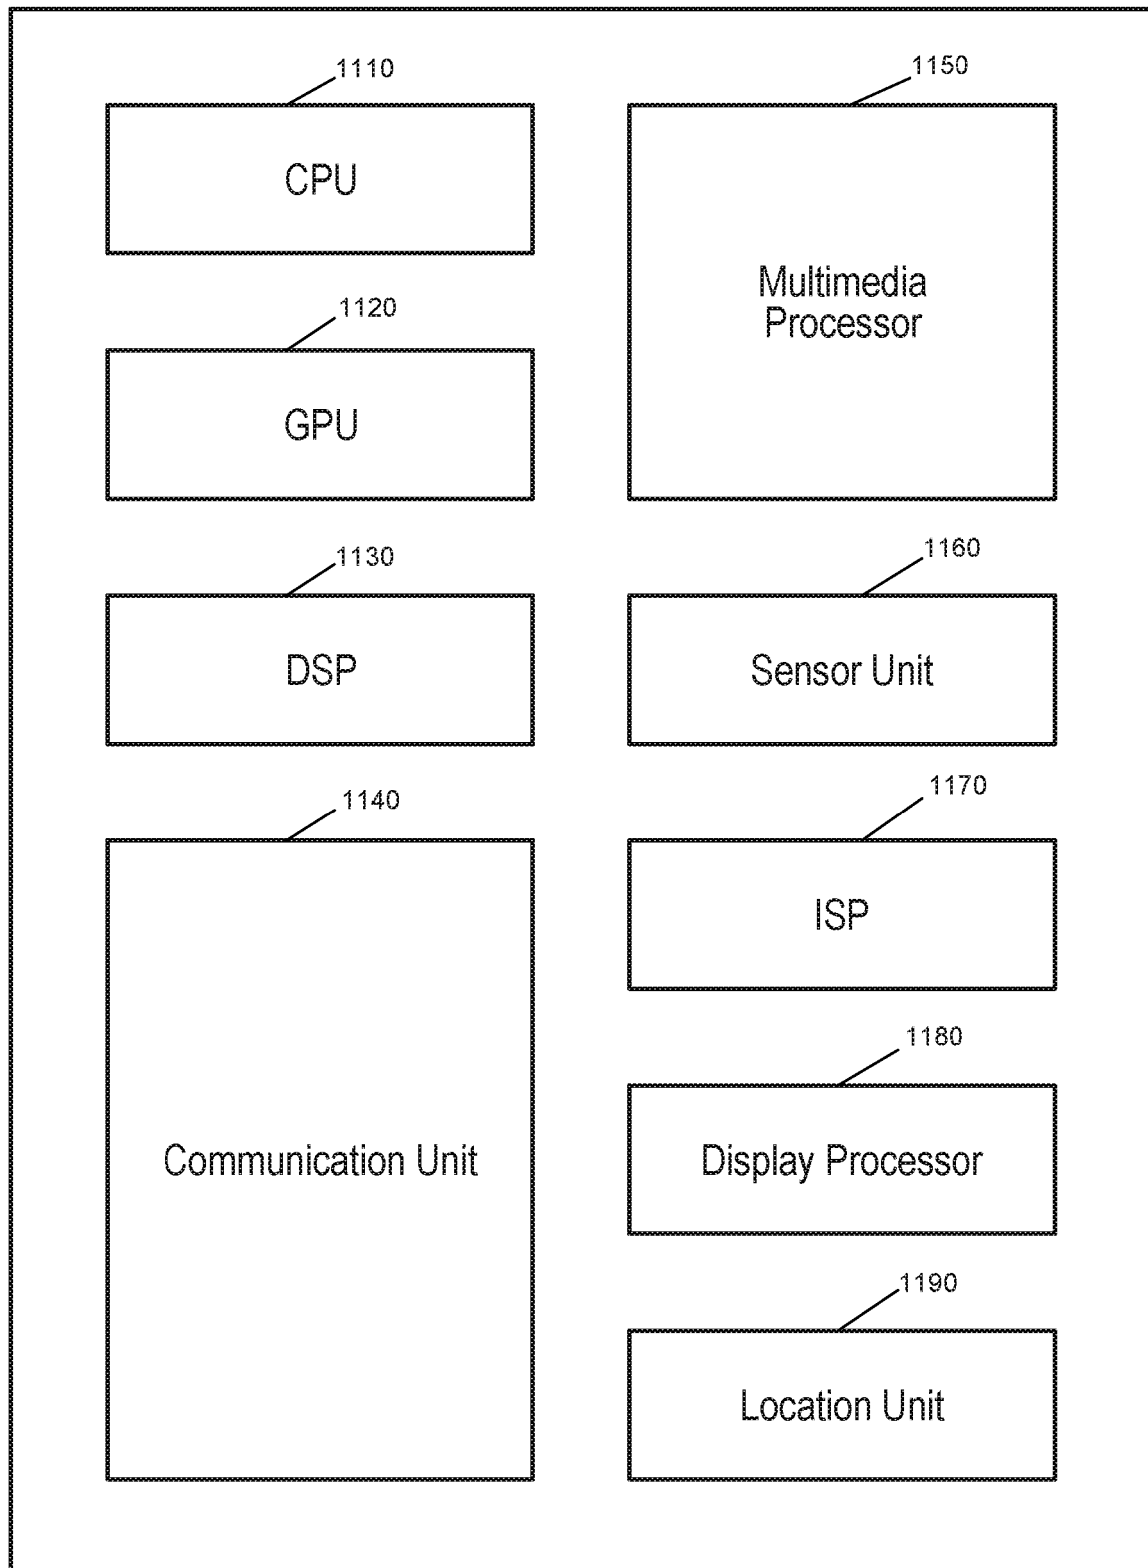 1110
CPU
1120
GPU
1130
DSP
1140
Communication Unit
1150
Multimedia
Processor
1160
Sensor Unit
1170
ISP
1180
Display Processor
1190
Location Unit